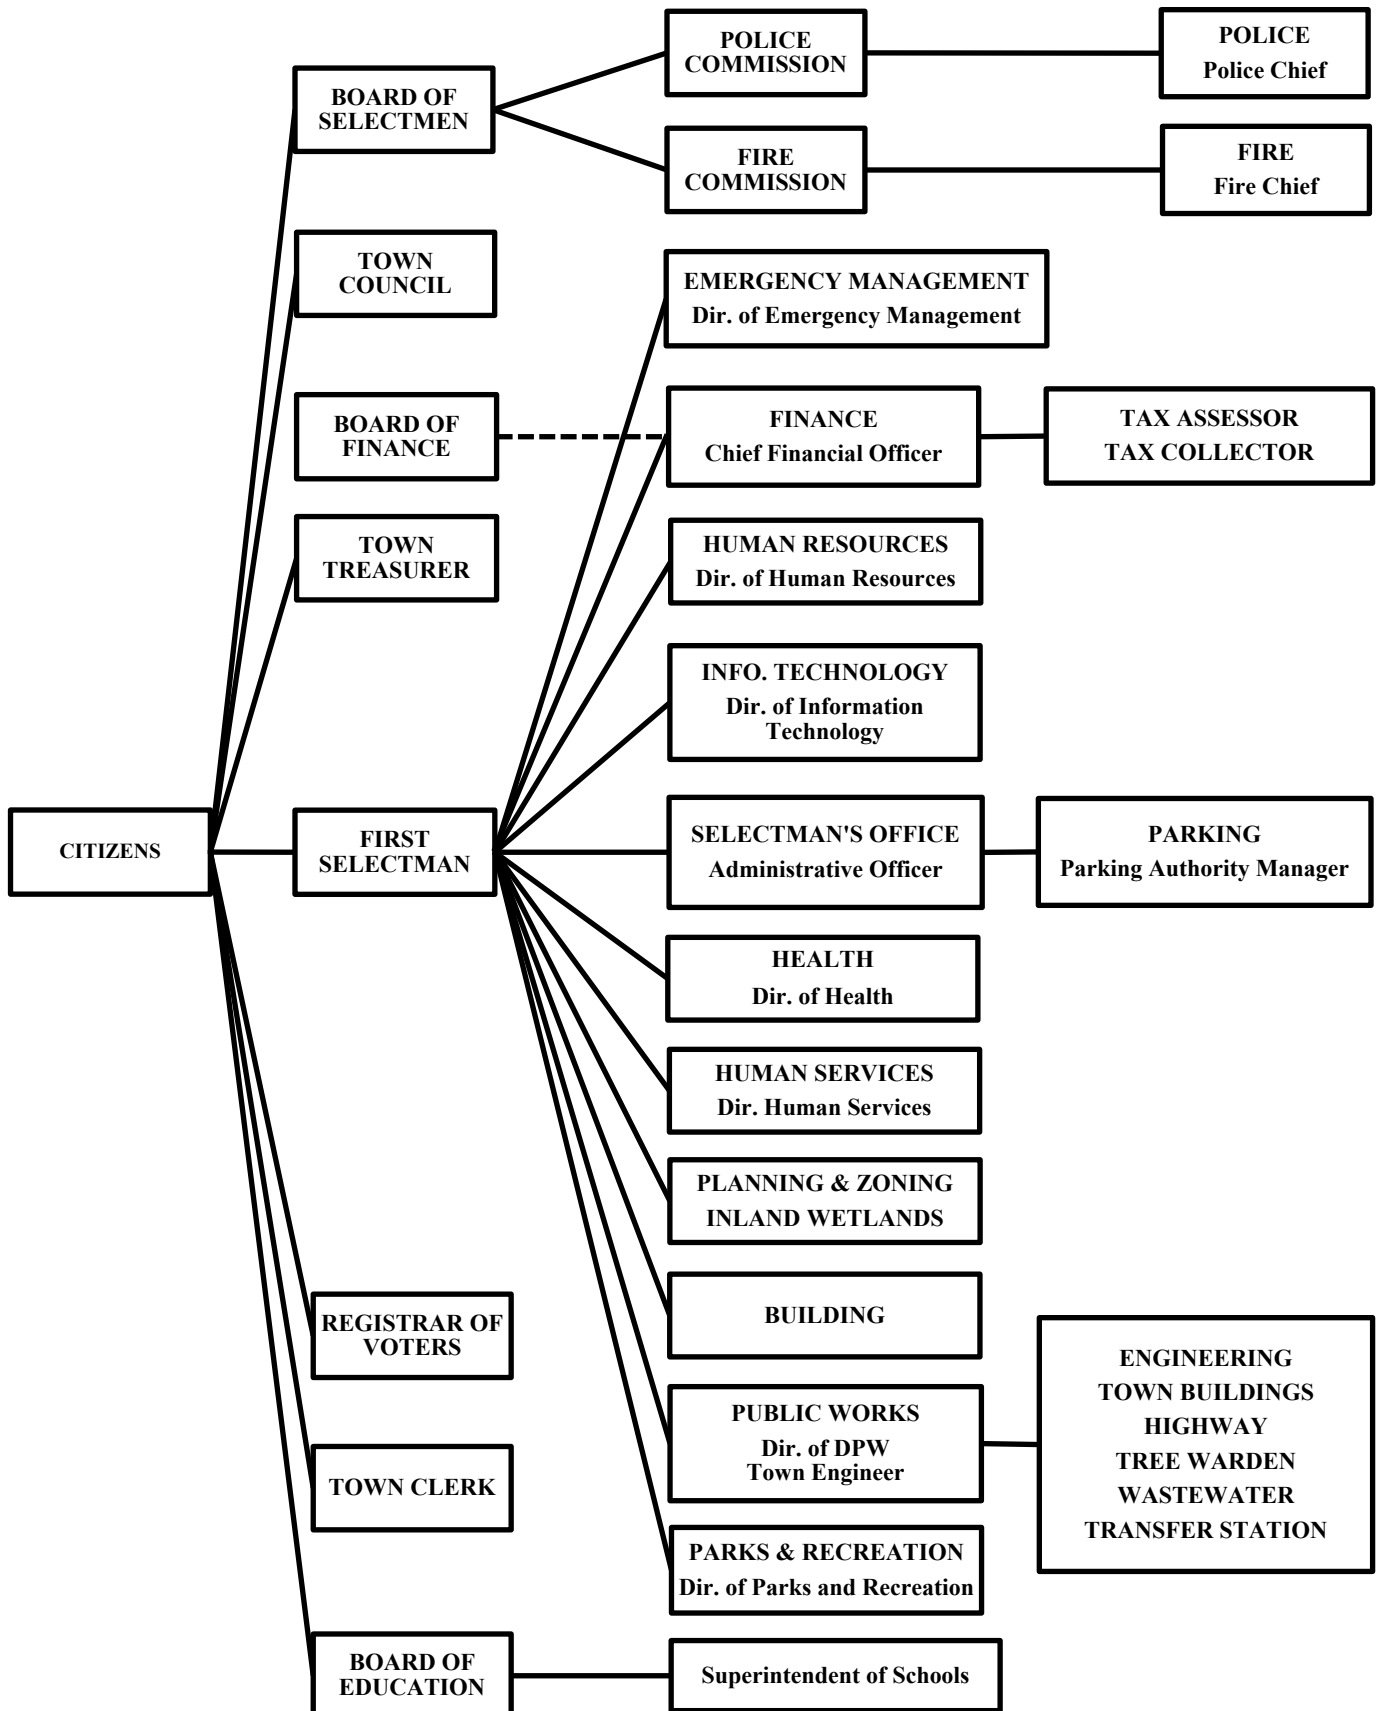 POLICE
COMMISSION
POLICE
Police Chief
BOARD OF
SELECTMEN
FIRE
COMMISSION
FIRE
Fire Chief
TOWN
COUNCIL
EMERGENCY MANAGEMENT
Dir. of Emergency Management
BOARD OF
FINANCE
FINANCE
Chief Financial Officer
TAX ASSESSOR
TAX COLLECTOR
TOWN
TREASURER
HUMAN RESOURCES
Dir. of Human Resources
INFO. TECHNOLOGY
Dir. of Information
Technology
CITIZENS
FIRST
SELECTMAN
SELECTMAN'S OFFICE
Administrative Officer
PARKING
Parking Authority Manager
HEALTH
Dir. of Health
HUMAN SERVICES
Dir. Human Services
PLANNING & ZONING
INLAND WETLANDS
REGISTRAR OF
VOTERS
BUILDING
PUBLIC WORKS
Dir. of DPW
Town Engineer
ENGINEERING
TOWN BUILDINGS
HIGHWAY
TREE WARDEN
WASTEWATER
TRANSFER STATION
TOWN CLERK
PARKS & RECREATION
Dir. of Parks and Recreation
BOARD OF
EDUCATION
Superintendent of Schools